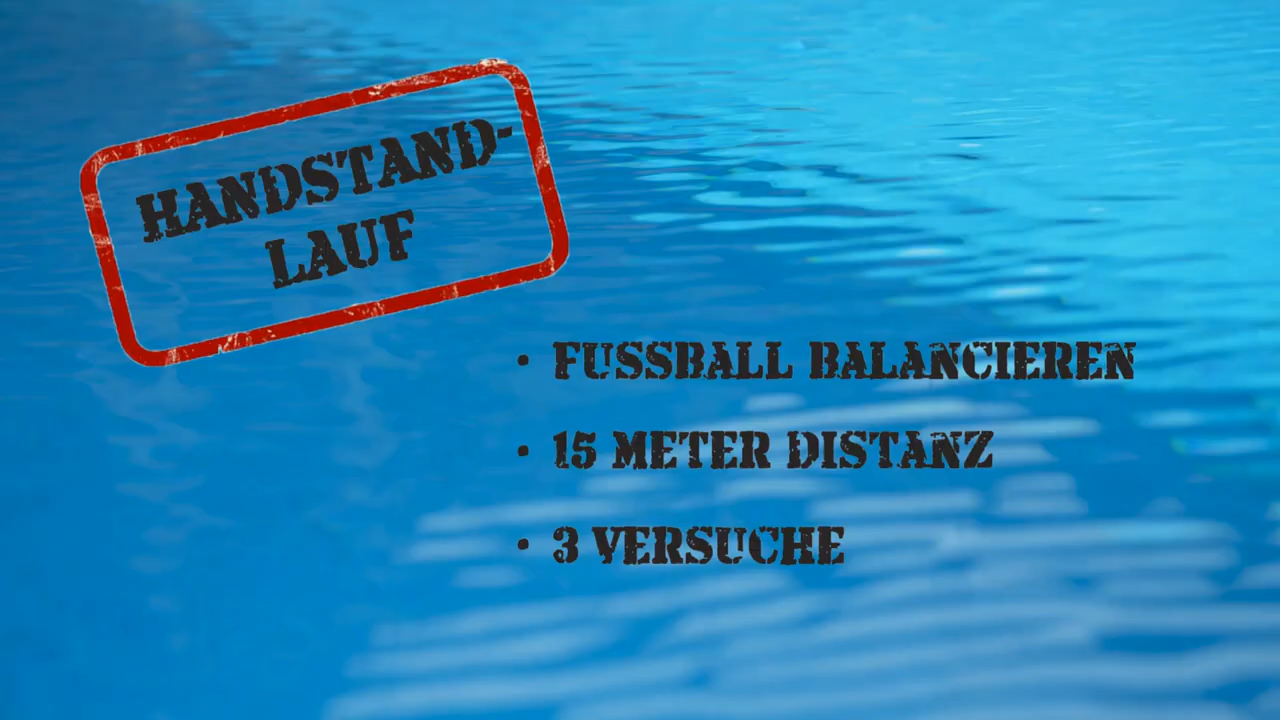 HANDSTAND-
LAUF
• FUSSBALL BALANCIEREN
• 15 METER DISTANZ
• 3 VERSUCHE